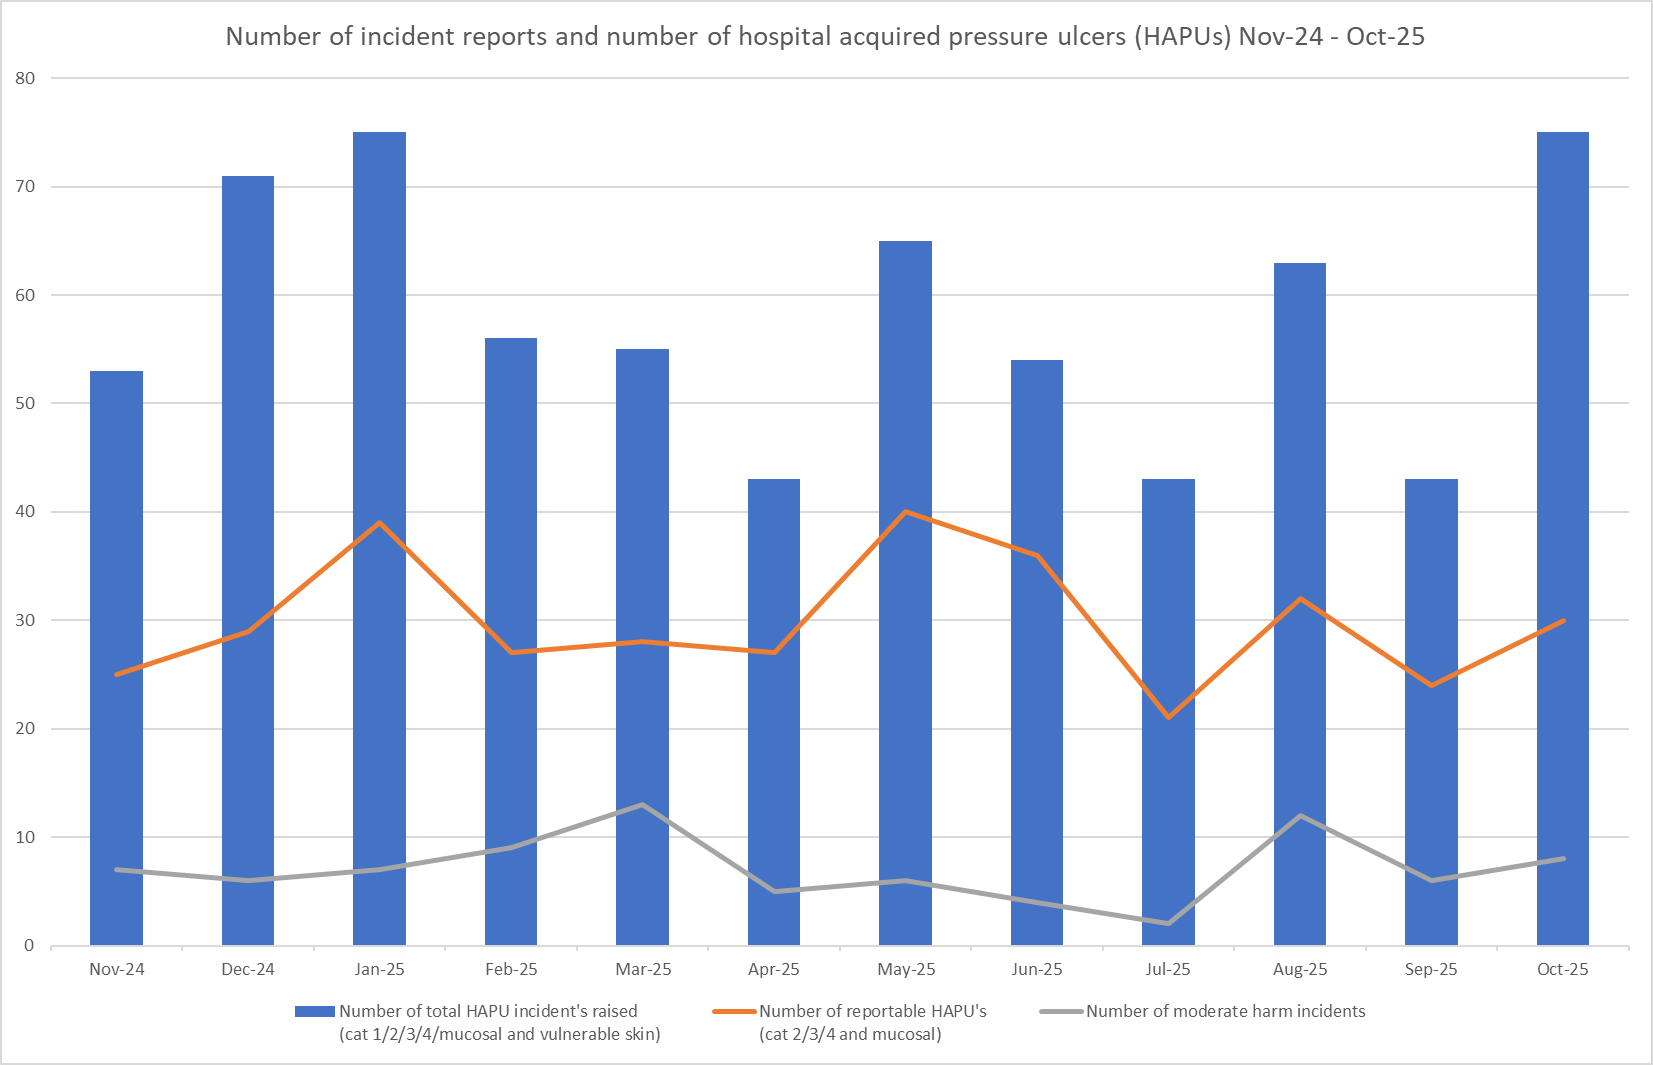 Number of incident reports and number of hospital acquired pressure ulcers (HAPUs) Nov-24 - Oct-25
80
70
60
50
40
30
20
10
0
Nov-24 Dec-24 Jan-25 Feb-25 Mar-25 Apr-25 May-25 Jun-25 Jul-25 Aug-25 Sep-25 Oct-25
Number of total HAPU incident's raised
(cat 1/2/3/4/mucosal and vulnerable skin)
Number of reportable HAPU's
(cat 2/3/4 and mucosal)
Number of moderate harm incidents